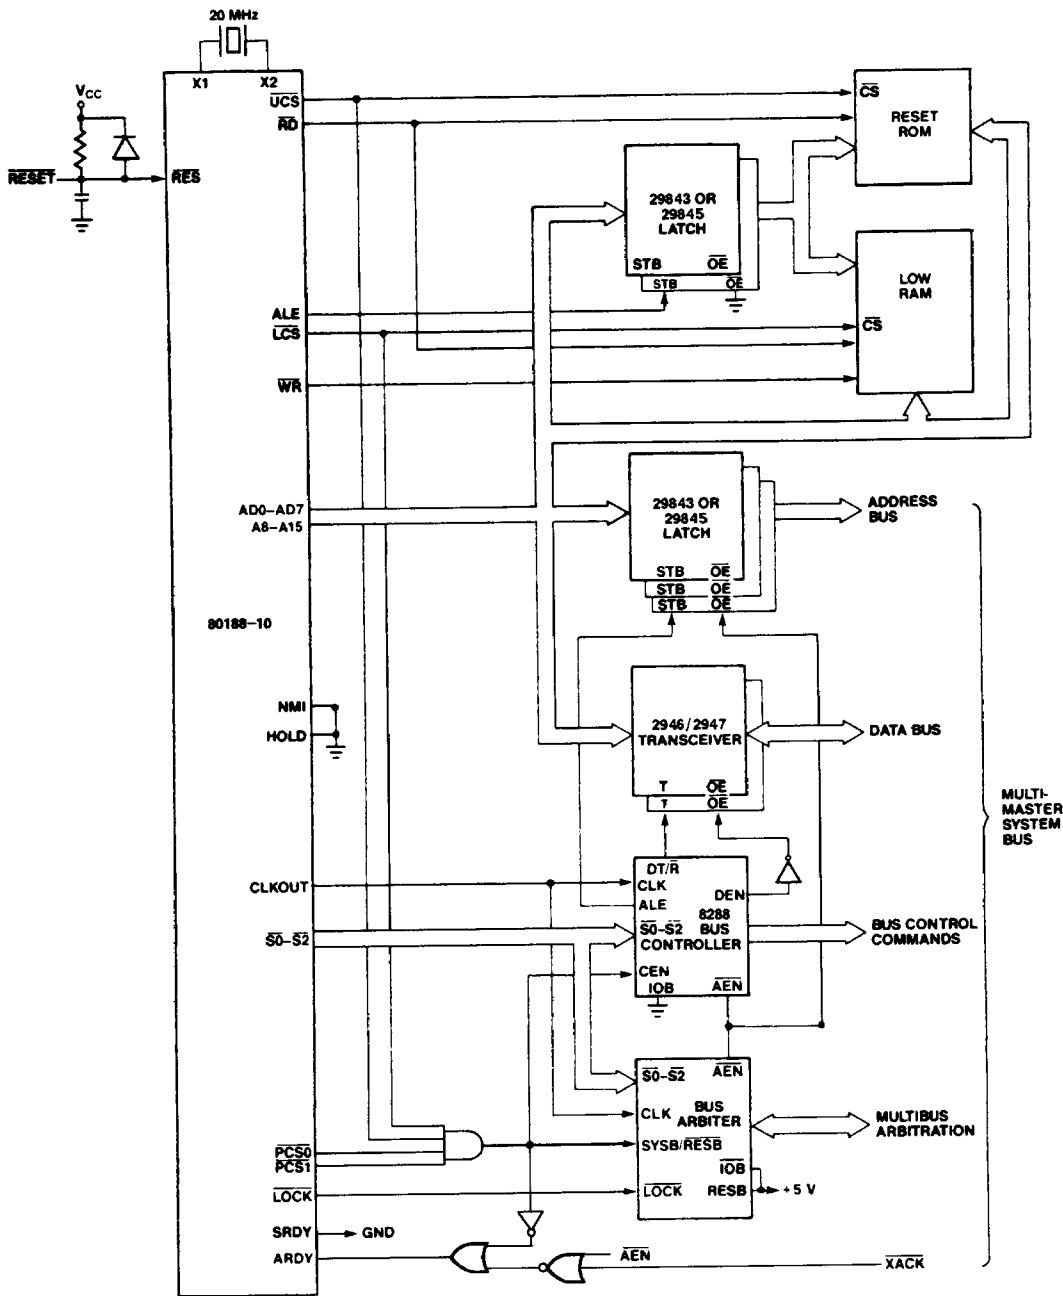 20 MHz
X1 X2
VCC
RESET
RES
UCS
RD
CS
RESET
ROM
29843 OR
29845
LATCH
STB OE
STB OE
LOW
RAM
CS
ALE
LCS
WR
AD0–AD7
A8–A15
29843 OR
29845
LATCH
STB OE
STB OE
STB OE
ADDRESS
BUS
80188-10
NMI
HOLD
2946/2947
TRANSCEIVER
T OE
T OE
DATA BUS
MULTI-
MASTER
SYSTEM
BUS
CLKOUT
S0–S2
DT/R
CLK
ALE
DEN
8288
S0–S2 BUS
CONTROLLER
CEN
IOB AEN
BUS CONTROL
COMMANDS
S0–S2 AEN
CLK
BUS
ARBITER
SYSB/RESB
IOB
LOCK RESB
+5 V
MULTIBUS
ARBITRATION
PCS0
PCS1
LOCK
SRDY
GND
ARDY
AEN
XACK